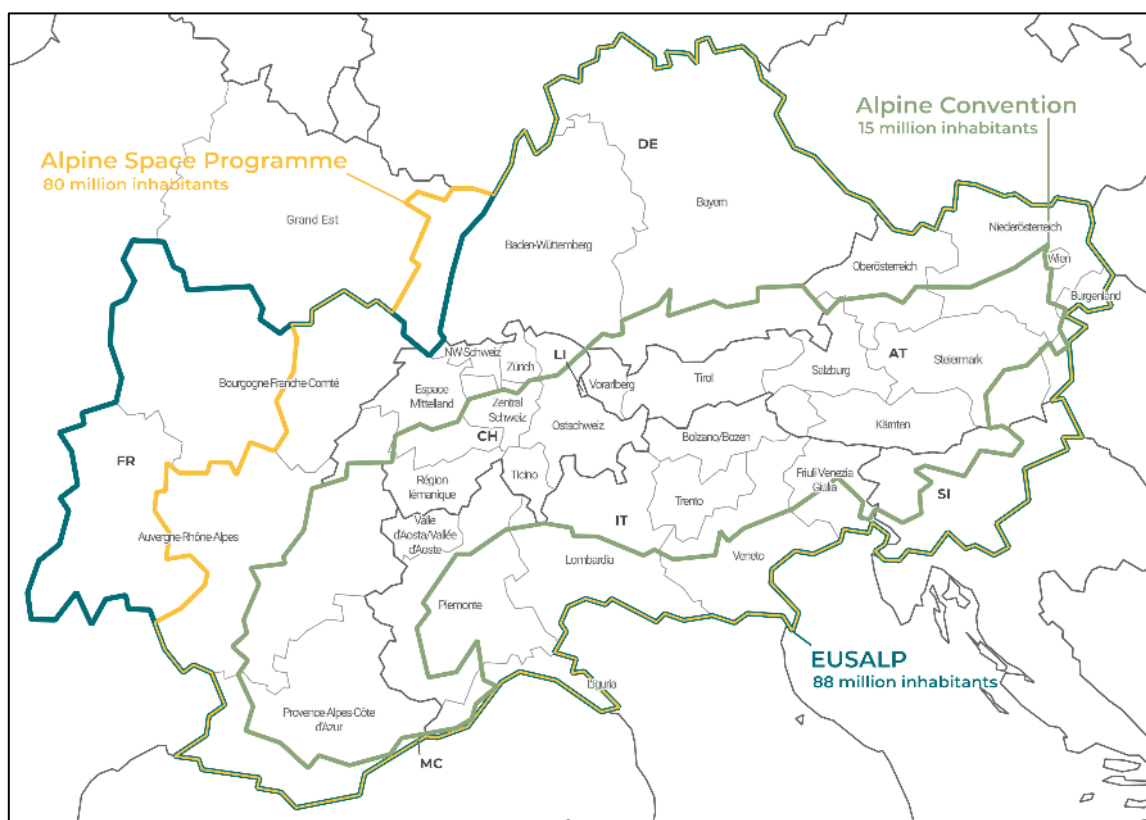 Alpine Convention
15 million inhabitants
DE
Alpine Space Programme
80 million inhabitants
Bayern
Grand Est
Niederösterreich
Baden-Wüttemberg
Oberösterreich
Wien
Burgenland
NW-Schweiz
LI
Zürich
AT
Steiermark
Bourgogne-Franche-Comté
Espace
Mittelland
Vorarlberg
Tirol
Salzburg
Zentral
Schweiz
Ostschweiz
Kärnten
CH
Bolzano/Bozen
FR
Région
lémanique
Ticino
Friuli-Venezia
Giulia
SI
Trento
IT
Valle
d'Aosta/Vallée
d'Aoste
Auvergne-Rhône-Alpes
Lombardia
Veneto
Piemonte
EUSALP
88 million inhabitants
Liguria
Provence-Alpes-Côte
d'Azur
MC